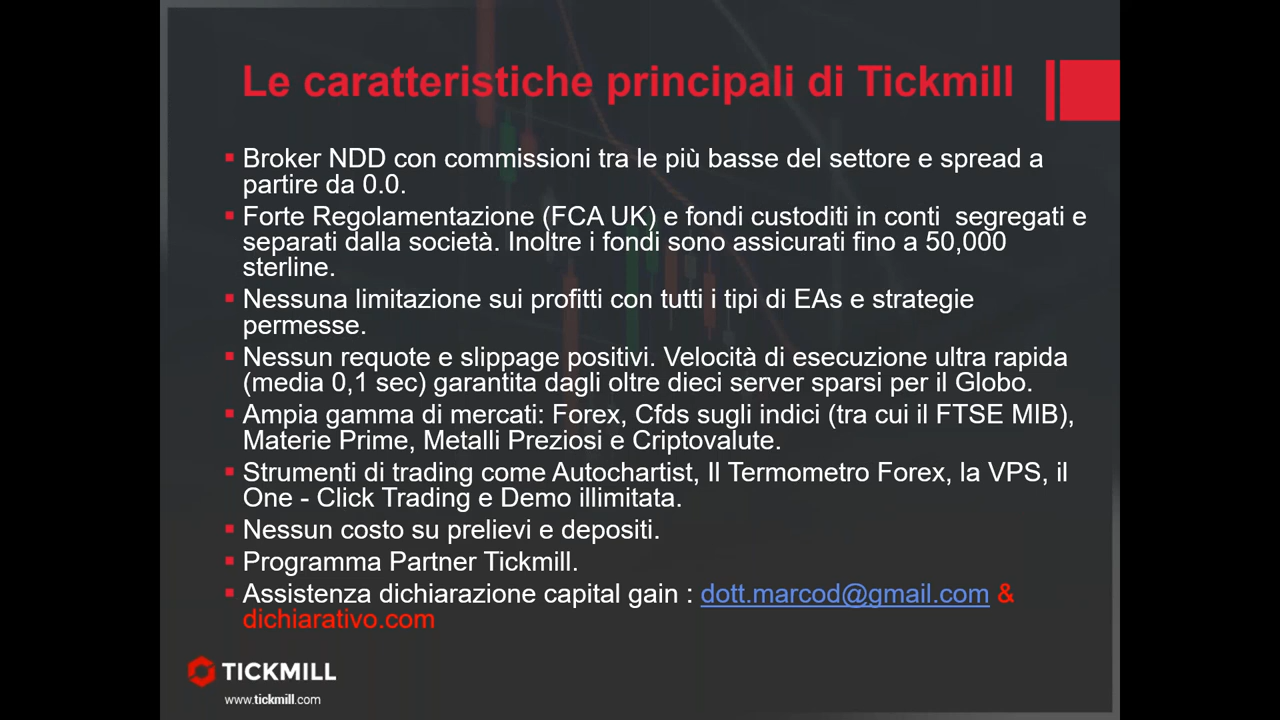 Le caratteristiche principali di Tickmill
Broker NDD con commissioni tra le più basse del settore e spread a
partire da 0.0.
Forte Regolamentazione (FCA UK) e fondi custoditi in conti  segregati e
separati dalla società. Inoltre i fondi sono assicurati fino a 50,000
sterline.
Nessuna limitazione sui profitti con tutti i tipi di EAs e strategie
permesse.
Nessun requote e slippage positivi. Velocità di esecuzione ultra rapida
(media 0,1 sec) garantita dagli oltre dieci server sparsi per il Globo.
Ampia gamma di mercati: Forex, Cfds sugli indici (tra cui il FTSE MIB),
Materie Prime, Metalli Preziosi e Criptovalute.
Strumenti di trading come Autochartist, Il Termometro Forex, la VPS, il
One - Click Trading e Demo illimitata.
Nessun costo su prelievi e depositi.
Programma Partner Tickmill.
Assistenza dichiarazione capital gain : dott.marcod@gmail.com &
dichiarativo.com
TICKMILL
www.tickmill.com